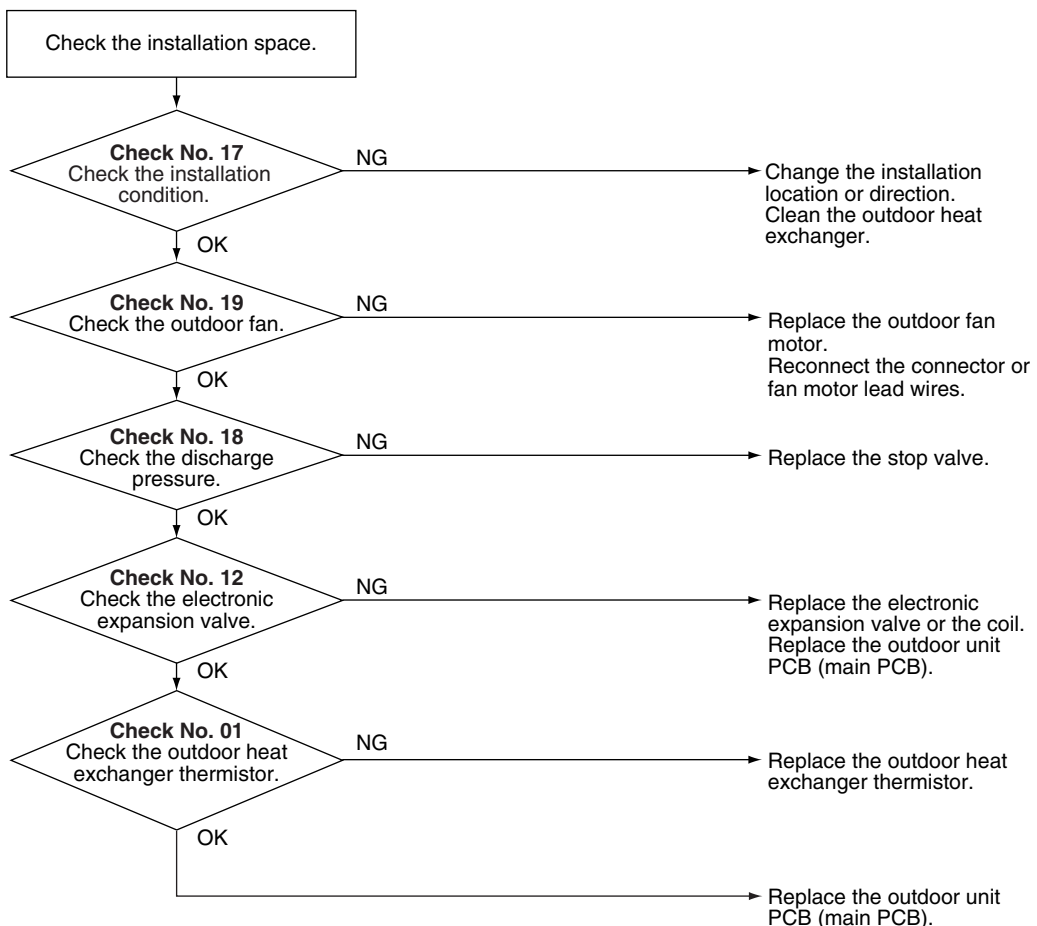 Check the installation space.
Check No. 17
Check the installation
condition.
NG
Change the installation
location or direction.
Clean the outdoor heat
exchanger.
OK
Check No. 19
Check the outdoor fan.
NG
Replace the outdoor fan
motor.
Reconnect the connector or
fan motor lead wires.
OK
Check No. 18
Check the discharge
pressure.
NG
Replace the stop valve.
OK
Check No. 12
Check the electronic
expansion valve.
NG
Replace the electronic
expansion valve or the coil.
Replace the outdoor unit
PCB (main PCB).
OK
Check No. 01
Check the outdoor heat
exchanger thermistor.
NG
Replace the outdoor heat
exchanger thermistor.
OK
Replace the outdoor unit
PCB (main PCB).